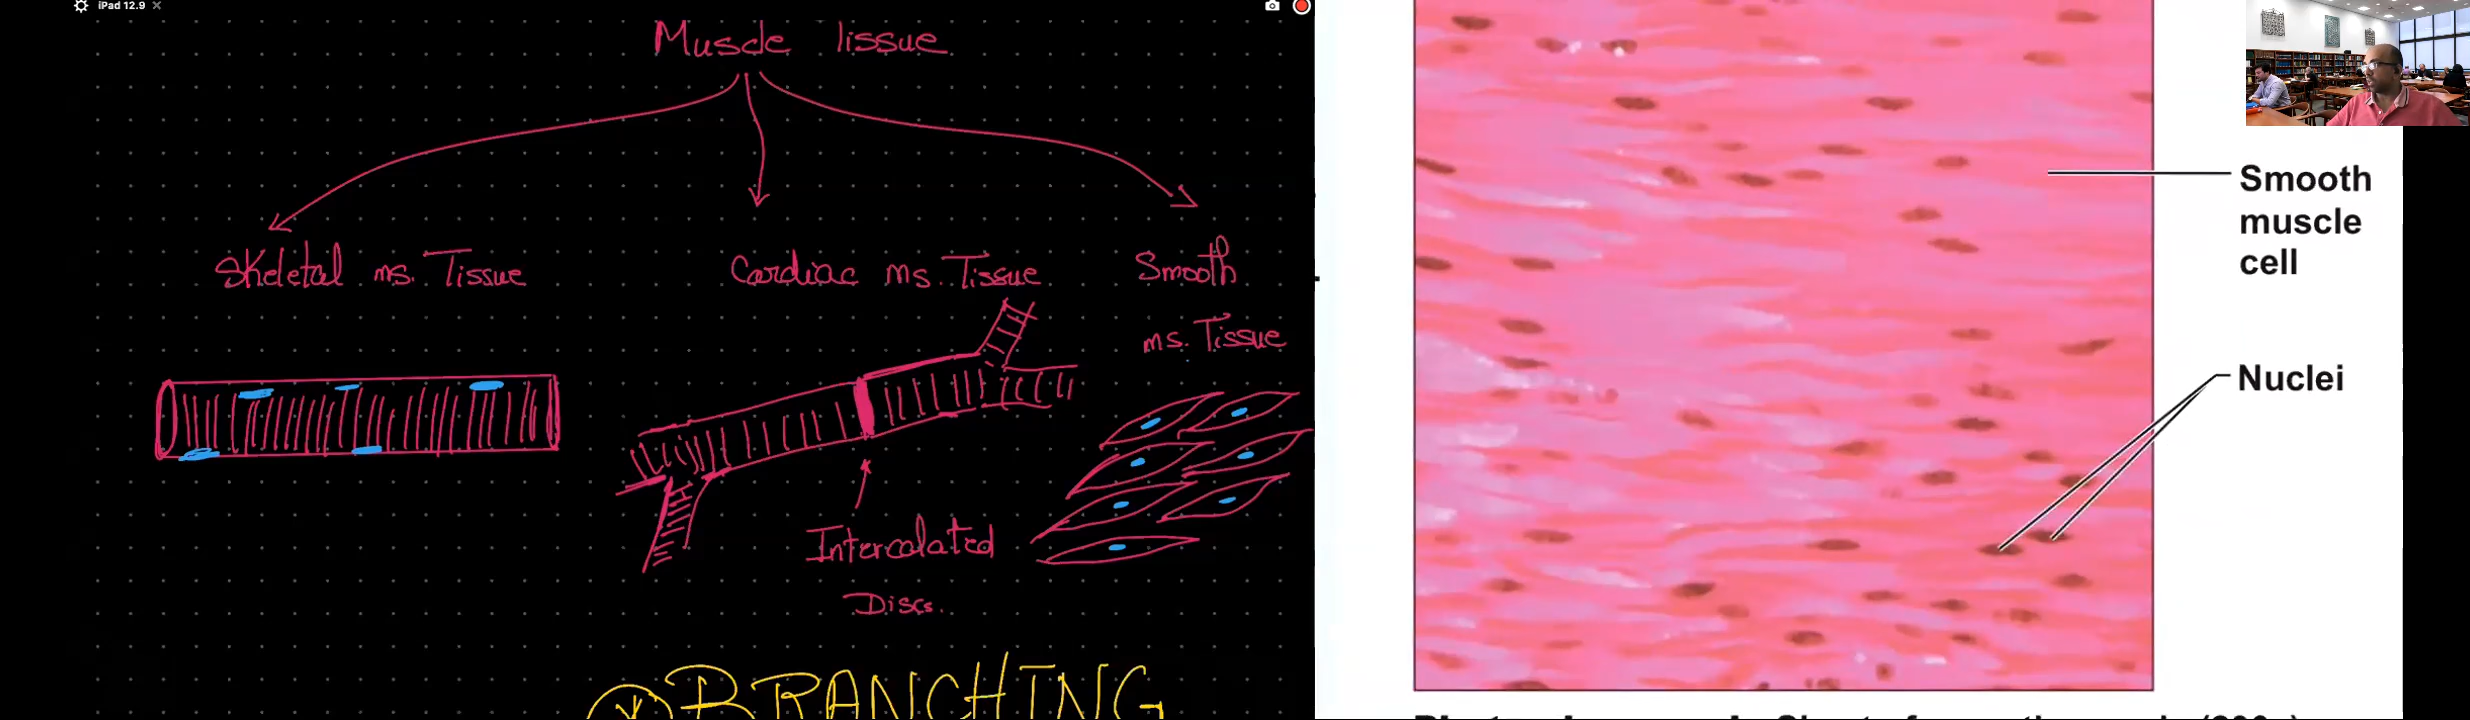 iPad 12.9
Muscle Tissue
Skeletal ms. Tissue
Cardiac ms. Tissue
Smooth
ms. Tissue
Intercalated
Discs.
BRANCHING
Smooth
muscle
cell
Nuclei